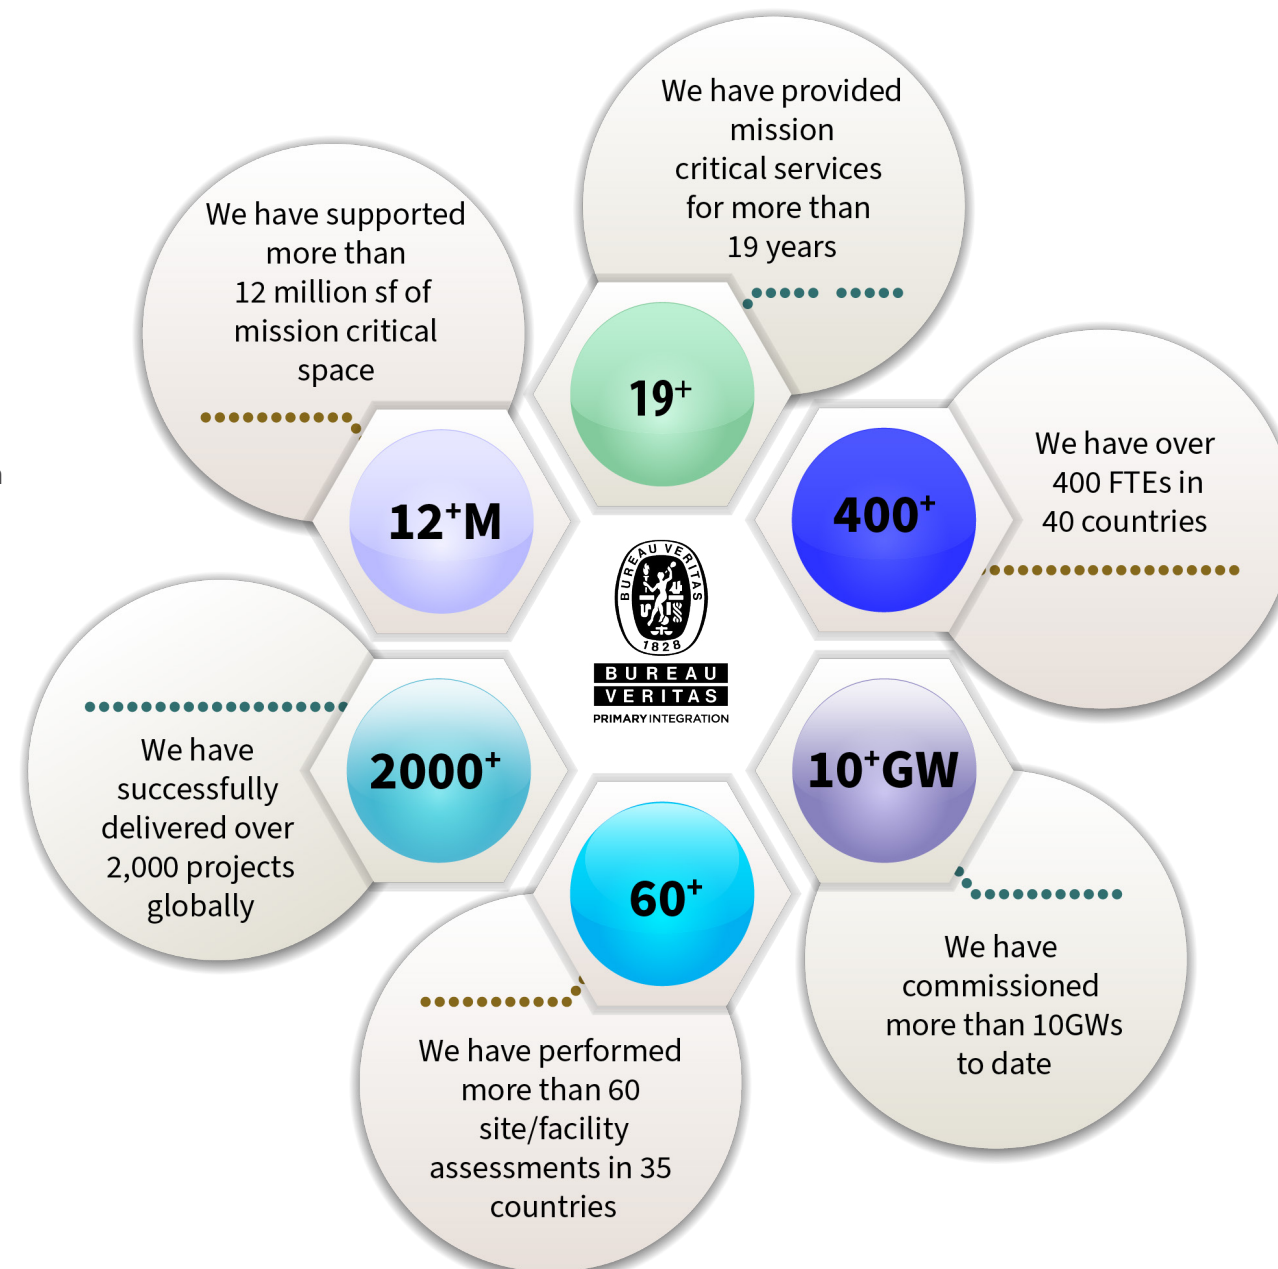 We have provided
mission
critical services
for more than
19 years
19+
We have supported
more than
12 million sf of
mission critical
space
12+M
We have over
400 FTEs in
40 countries
400+
BUREAU VERITAS
1828
BUREAU
VERITAS
PRIMARY INTEGRATION
2000+
We have
successfully
delivered over
2,000 projects
globally
10+GW
We have
commissioned
more than 10GWs
to date
60+
We have performed
more than 60
site/facility
assessments in 35
countries